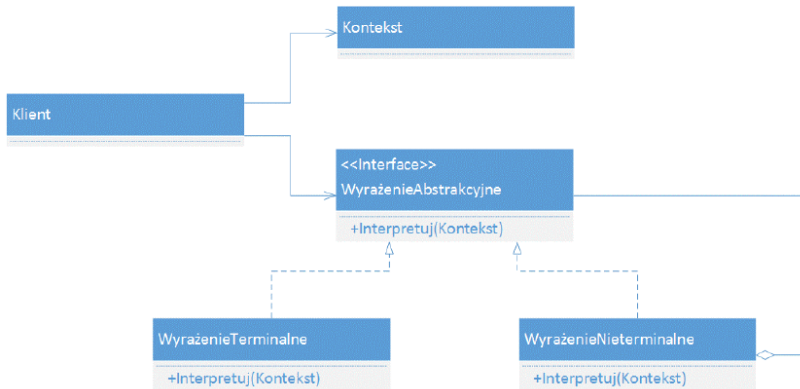 Kontekst
Klient
<<Interface>>
WyrażenieAbstrakcyjne
+Interpretuj(Kontekst)
WyrażenieTerminalne
+Interpretuj(Kontekst)
WyrażenieNieterminalne
+Interpretuj(Kontekst)